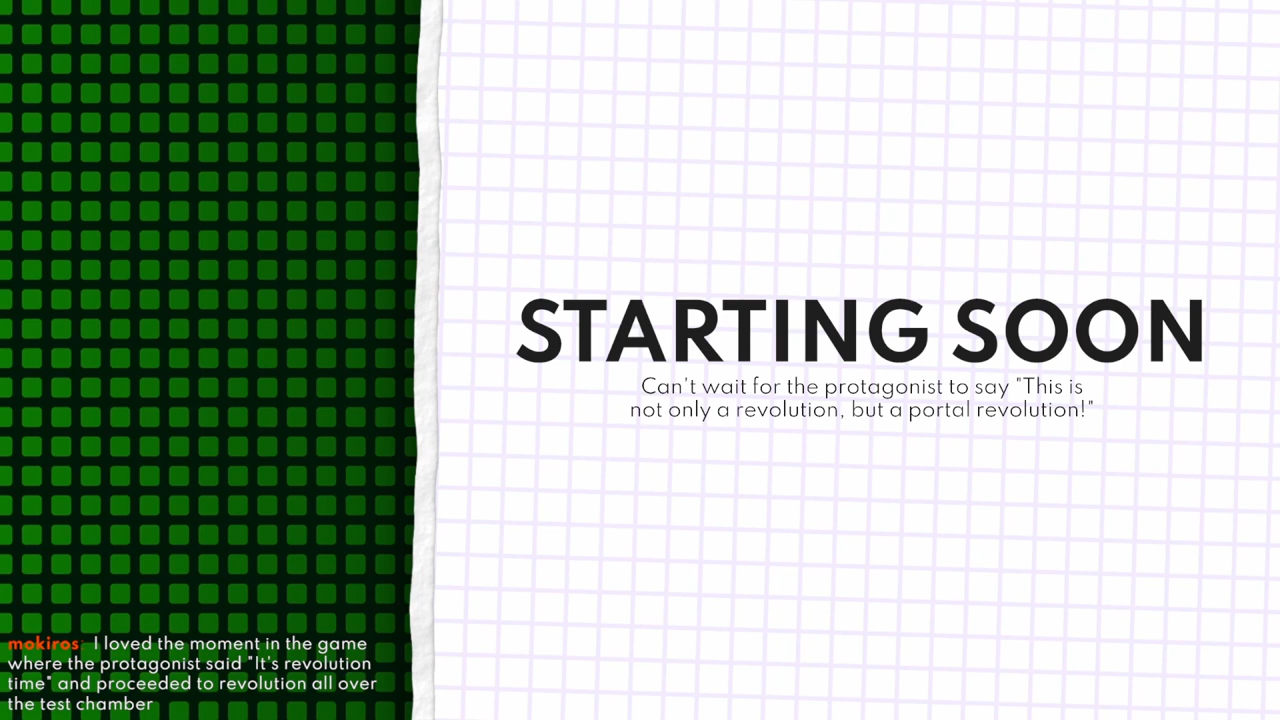 STARTING SOON
Can't wait for the protagonist to say "This is
not only a revolution, but a portal revolution!"
mokiros: I loved the moment in the game
where the protagonist said "It's revolution
time" and proceeded to revolution all over
the test chamber